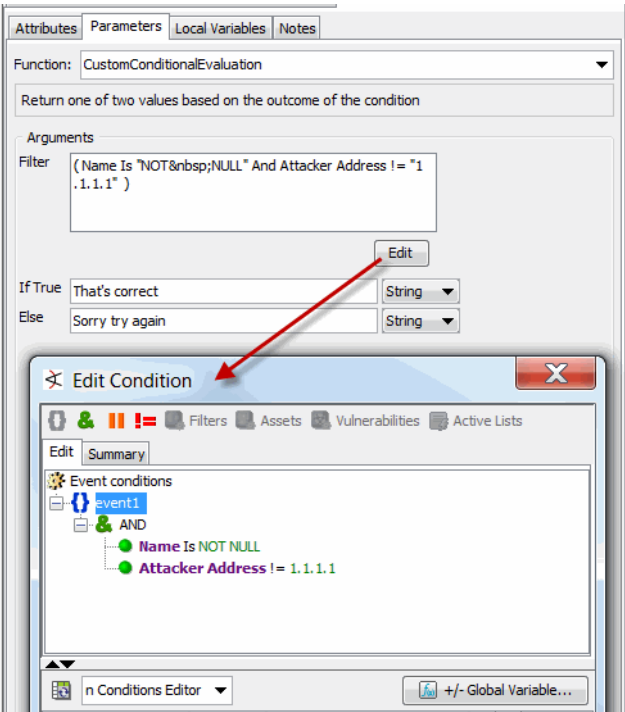 Attributes Parameters Local Variables Notes
Function: CustomConditionalEvaluation
Return one of two values based on the outcome of the condition
Arguments
Filter ( Name Is "NOT&nbsp;NULL" And Attacker Address != "1
.1.1.1" )
Edit
If True That's correct String
Else Sorry try again String
Edit Condition
& != Filters Assets Vulnerabilities Active Lists
Edit Summary
Event conditions
event1
& AND
Name Is NOT NULL
Attacker Address != 1.1.1.1
n Conditions Editor +/- Global Variable...